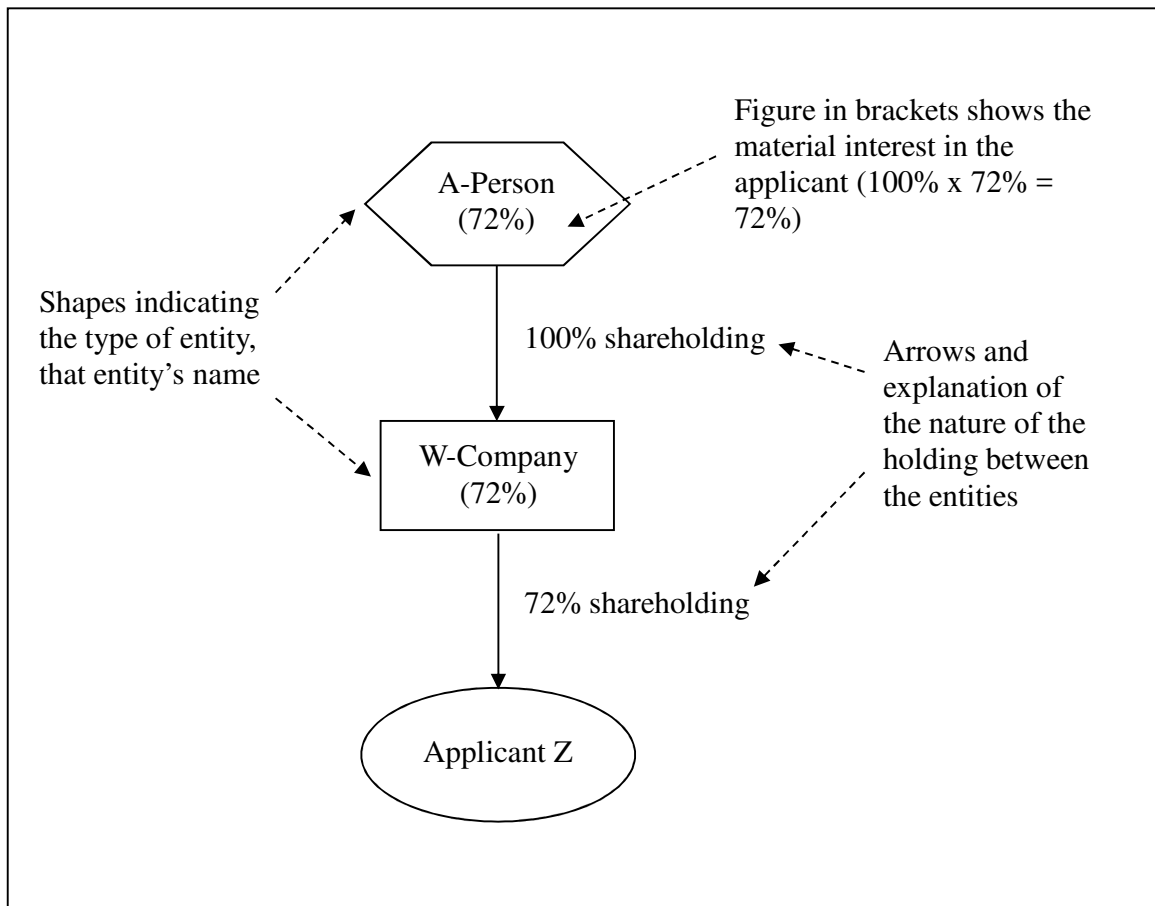 Figure in brackets shows the
material interest in the
applicant (100% x 72% =
72%)
A-Person
(72%)
Shapes indicating
the type of entity,
that entity’s name
100% shareholding
Arrows and
explanation of
the nature of the
holding between
the entities
W-Company
(72%)
72% shareholding
Applicant Z